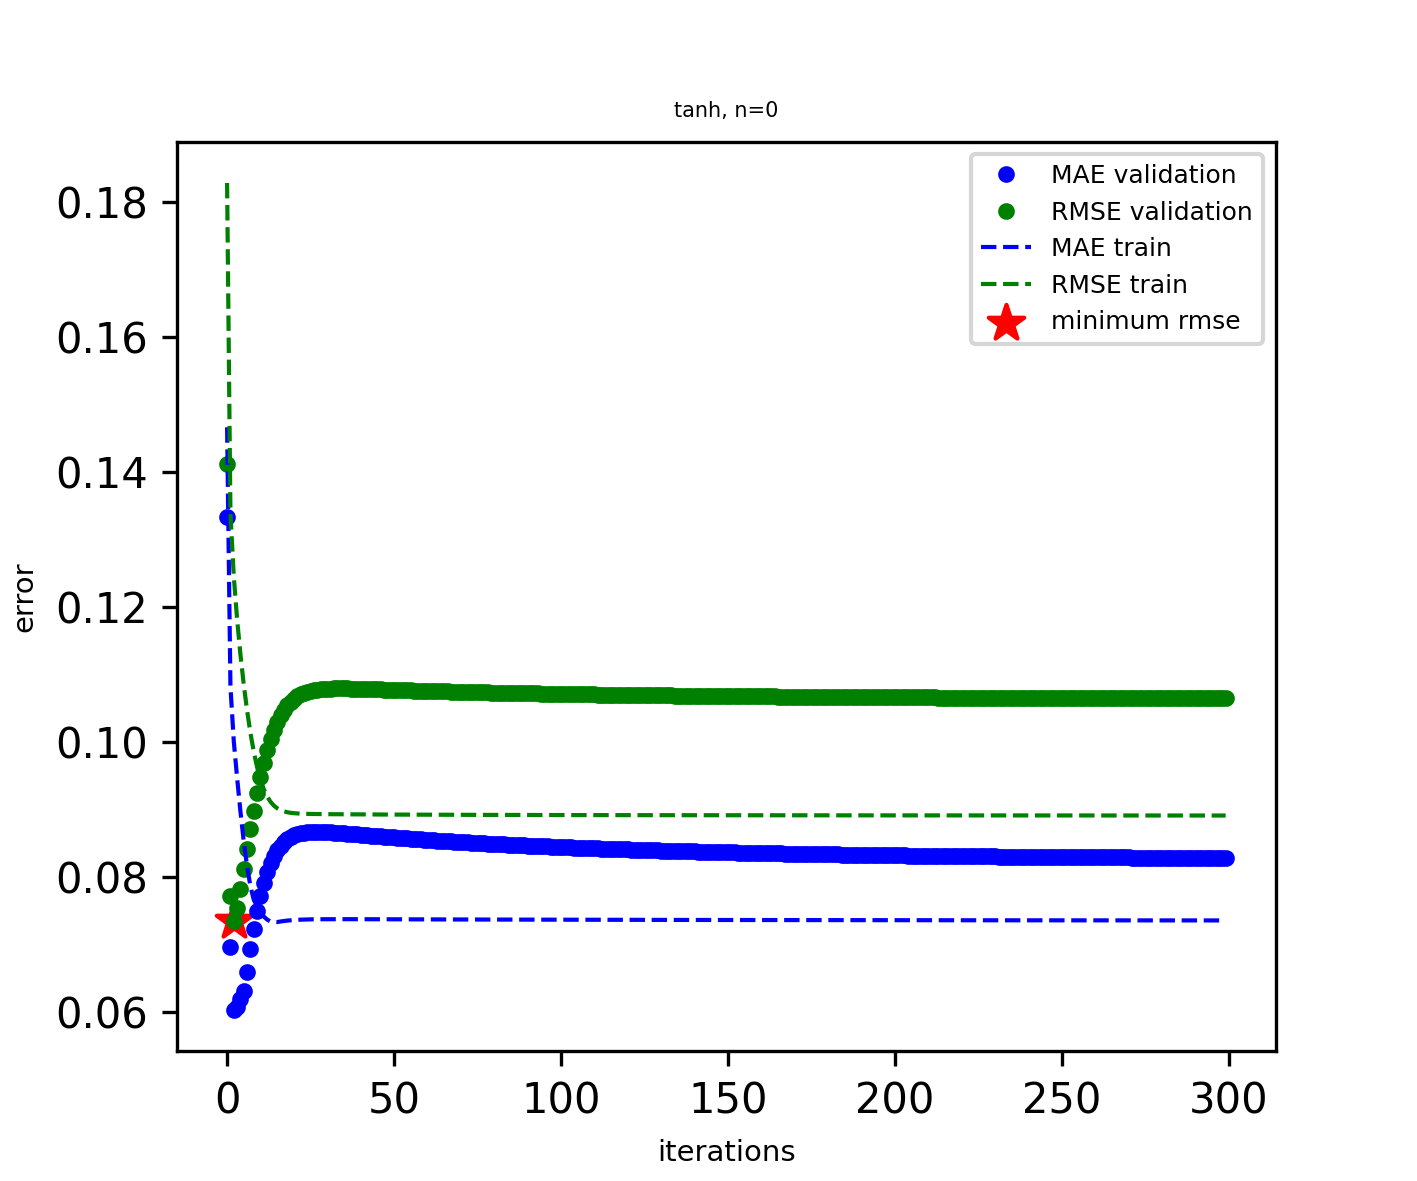 tanh, n=0
MAE validation
RMSE validation
MAE train
RMSE train
minimum rmse
0.18
0.16
0.14
0.12
0.10
0.08
0.06
error
0 50 100 150 200 250 300
iterations